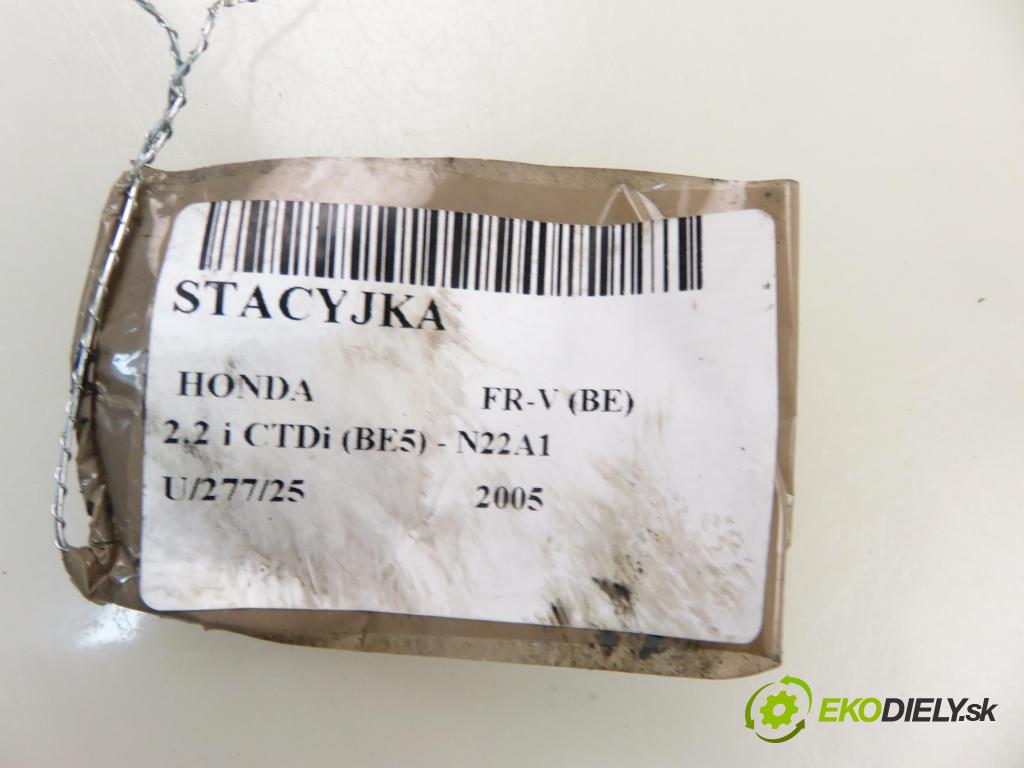 STACYJKA
HONDA FR-V (BE)
2.2 i CTDi (BE5) - N22A1
U/277/25 2005
EKODIELY.sk